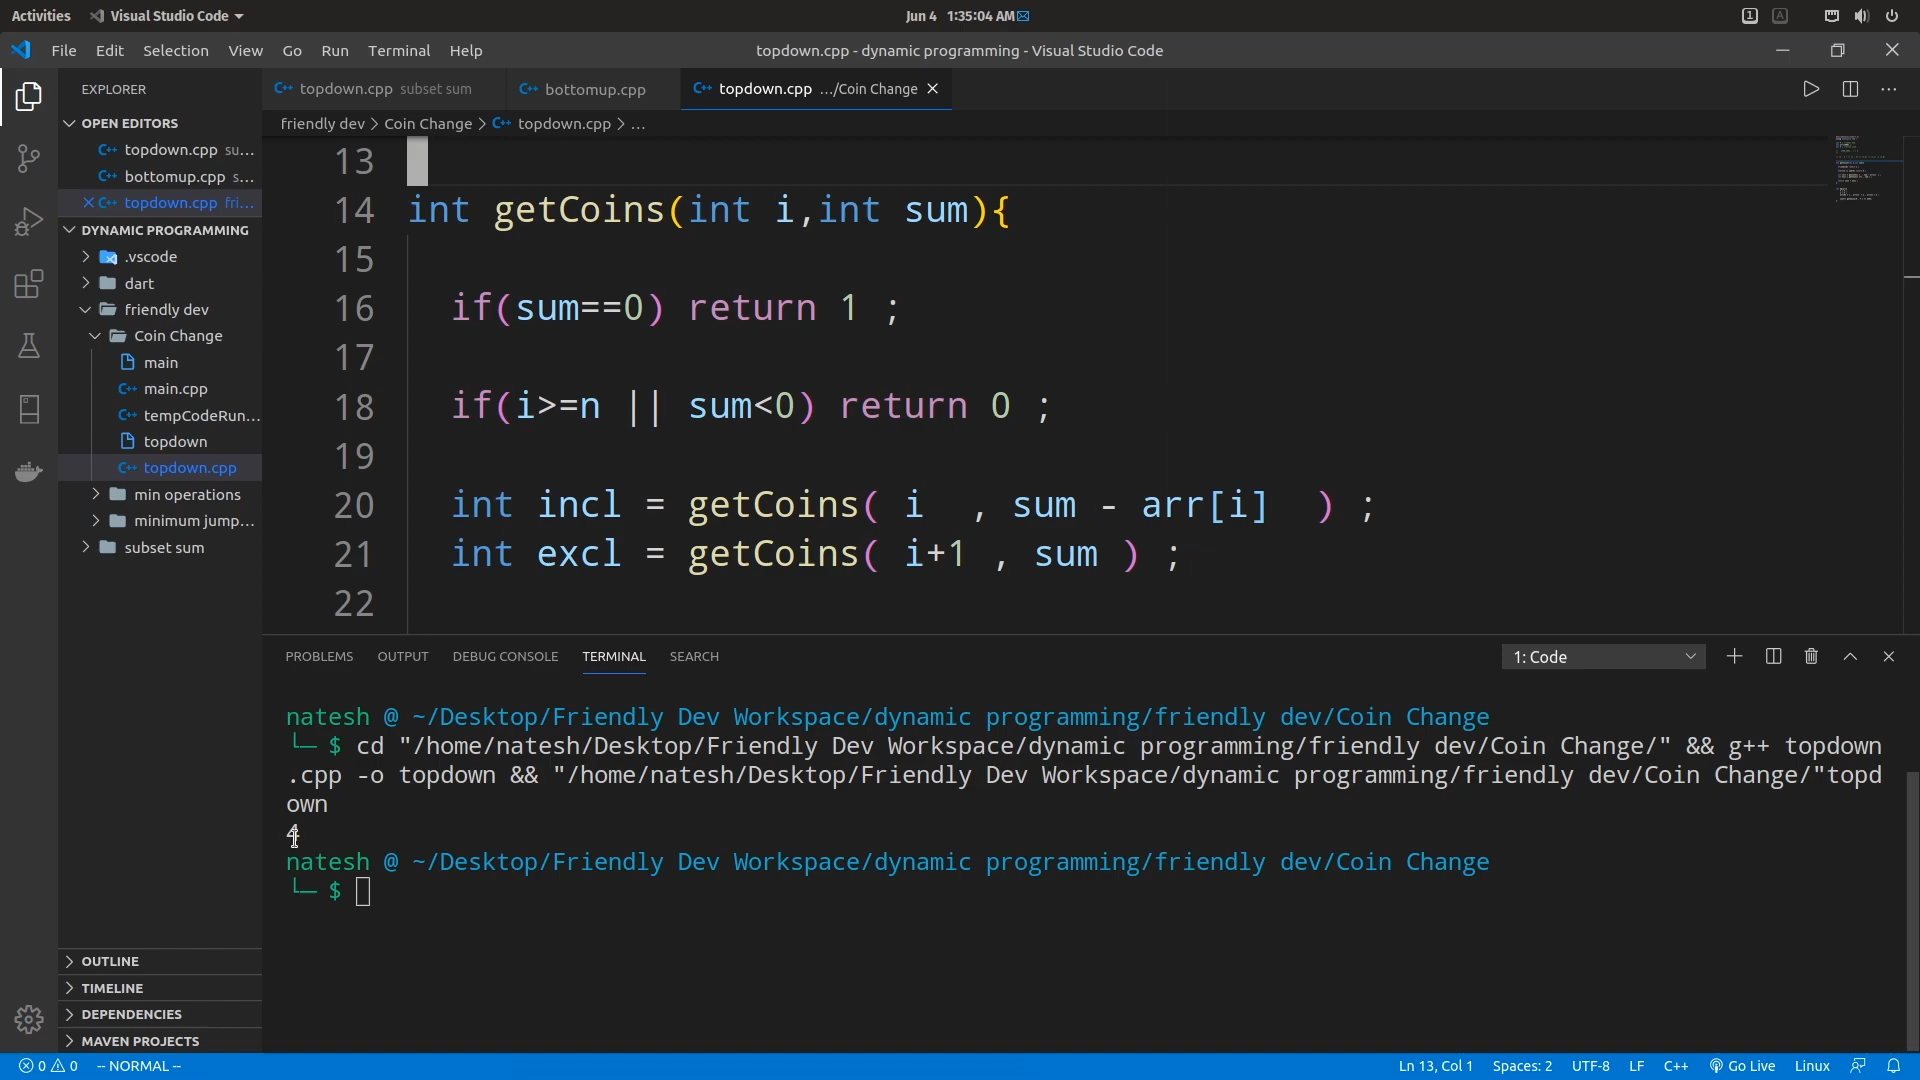 Activities
Visual Studio Code
Jun 4 1:35:04 AM
1
A
File Edit Selection View Go Run Terminal Help
topdown.cpp - dynamic programming - Visual Studio Code
EXPLORER
OPEN EDITORS
topdown.cpp su...
bottomup.cpp s...
topdown.cpp fri...
DYNAMIC PROGRAMMING
.vscode
dart
friendly dev
Coin Change
main
main.cpp
tempCodeRun...
topdown
topdown.cpp
min operations
minimum jump...
subset sum
OUTLINE
TIMELINE
DEPENDENCIES
MAVEN PROJECTS
topdown.cpp subset sum
bottomup.cpp
topdown.cpp .../Coin Change
friendly dev > Coin Change > topdown.cpp > ...
13
14 int getCoins(int i,int sum){
15
16 if(sum==0) return 1 ;
17
18 if(i>=n || sum<0) return 0 ;
19
20 int incl = getCoins( i , sum - arr[i] ) ;
21 int excl = getCoins( i+1 , sum ) ;
22
PROBLEMS OUTPUT DEBUG CONSOLE TERMINAL SEARCH
1: Code
natesh @ ~/Desktop/Friendly Dev Workspace/dynamic programming/friendly dev/Coin Change
└─ $ cd "/home/natesh/Desktop/Friendly Dev Workspace/dynamic programming/friendly dev/Coin Change/" && g++ topdown
.cpp -o topdown && "/home/natesh/Desktop/Friendly Dev Workspace/dynamic programming/friendly dev/Coin Change/"topd
own
4
natesh @ ~/Desktop/Friendly Dev Workspace/dynamic programming/friendly dev/Coin Change
└─ $
0 0 -- NORMAL --
Ln 13, Col 1 Spaces: 2 UTF-8 LF C++ Go Live Linux